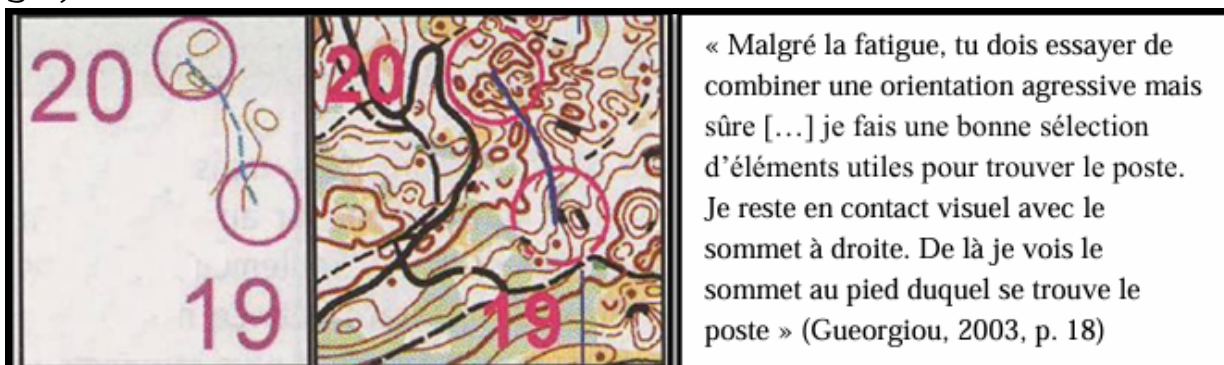 20
19
20
19
« Malgré la fatigue, tu dois essayer de
combiner une orientation agressive mais
sûre […] je fais une bonne sélection
d’éléments utiles pour trouver le poste.
Je reste en contact visuel avec le
sommet à droite. De là je vois le
sommet au pied duquel se trouve le
poste » (Gueorgiou, 2003, p. 18)